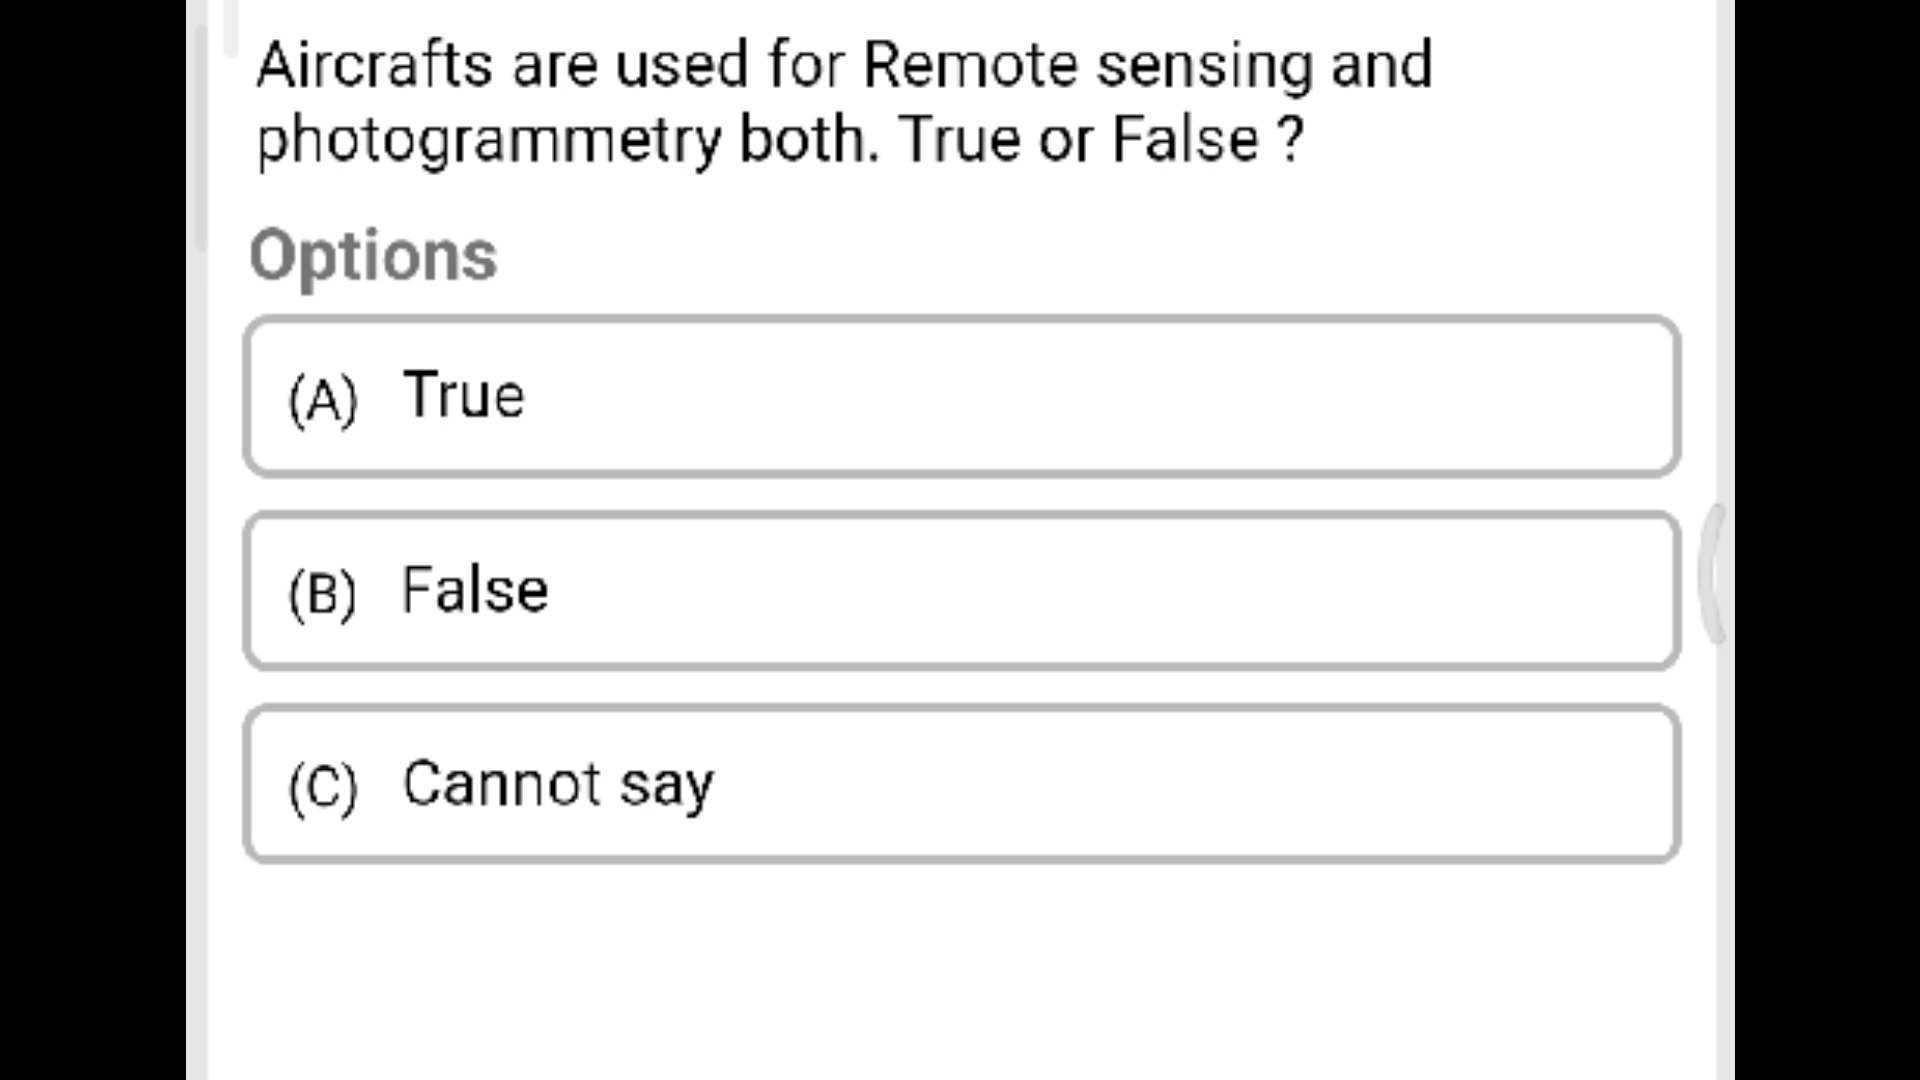 Aircrafts are used for Remote sensing and
photogrammetry both. True or False ?
Options
(A) True
(B) False
(C) Cannot say